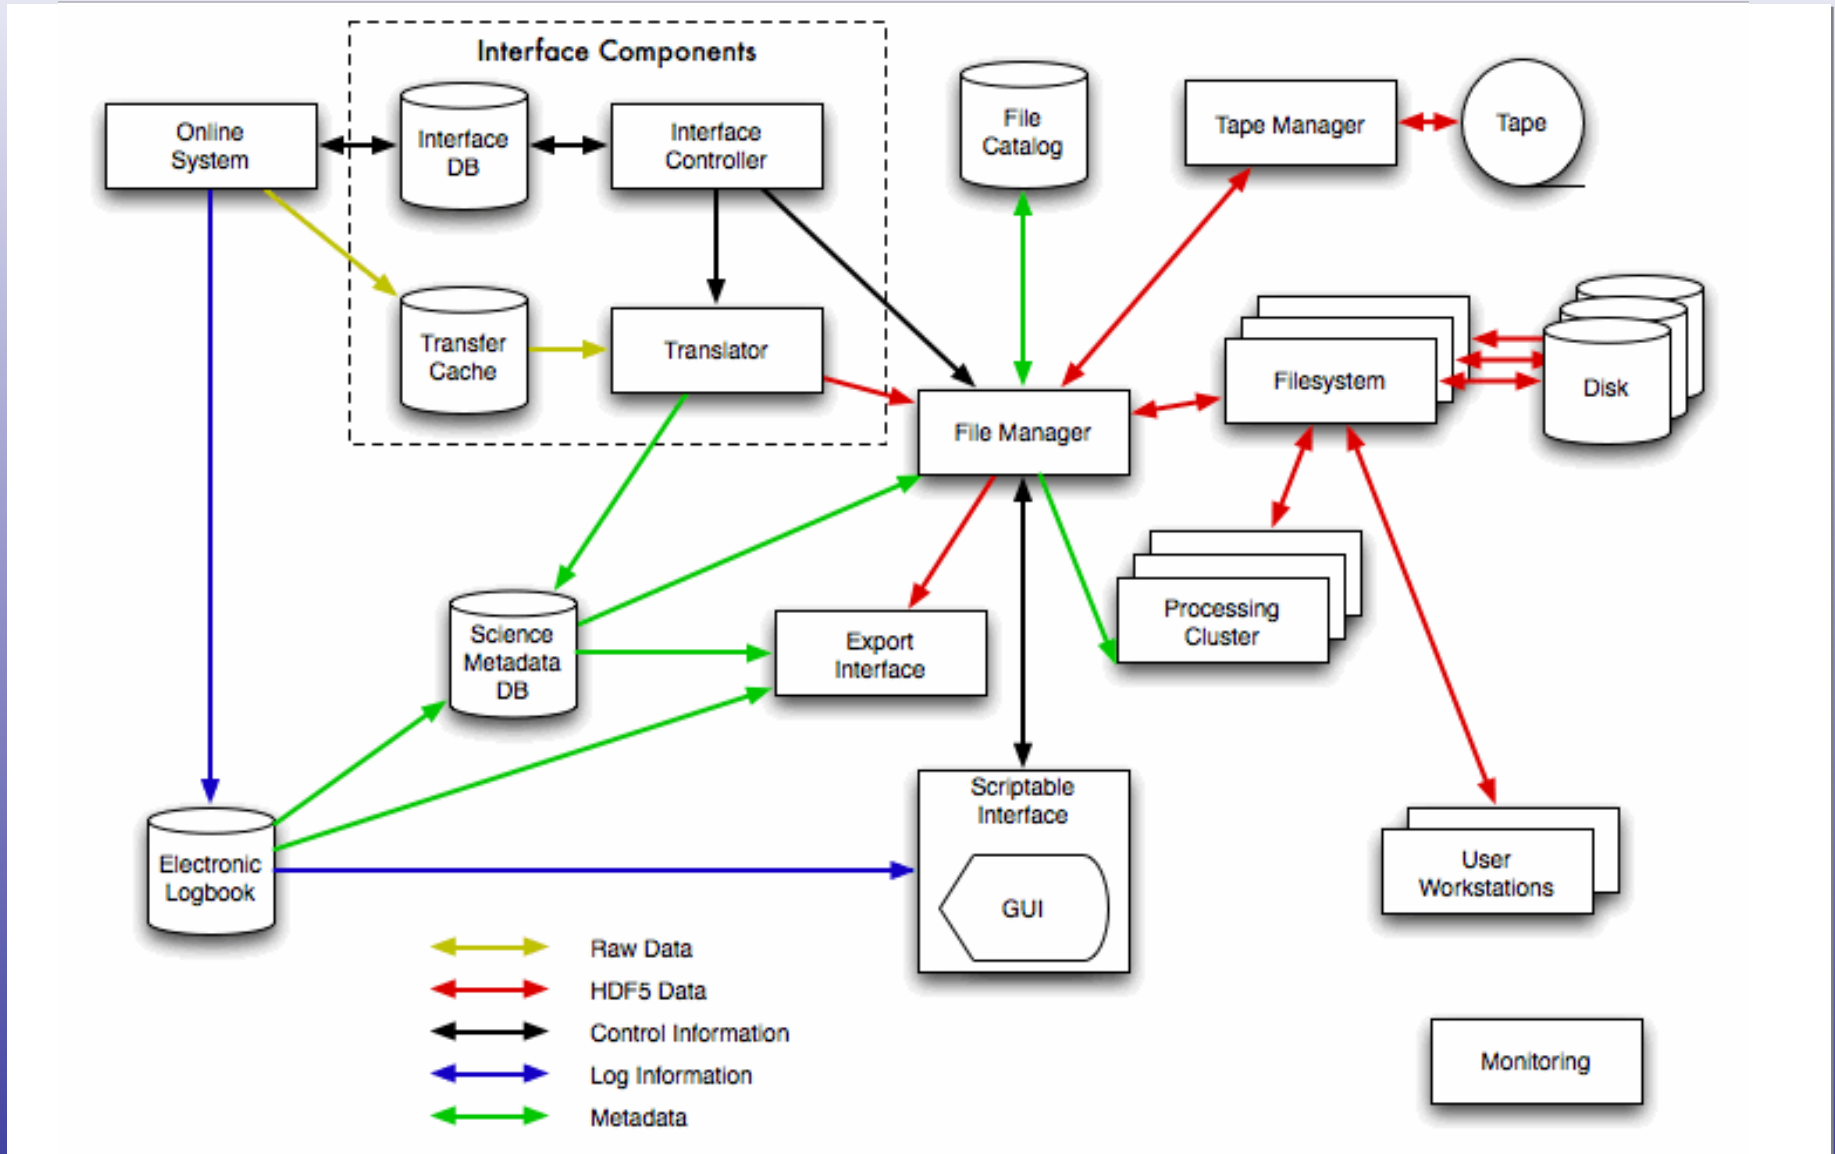 Interface Components
Online
System
Interface
DB
Interface
Controller
File
Catalog
Tape Manager
Tape
Transfer
Cache
Translator
File Manager
Filesystem
Disk
Science
Metadata
DB
Export
Interface
Processing
Cluster
Electronic
Logbook
Scriptable
Interface
GUI
User
Workstations
Raw Data
HDF5 Data
Control Information
Log Information
Metadata
Monitoring